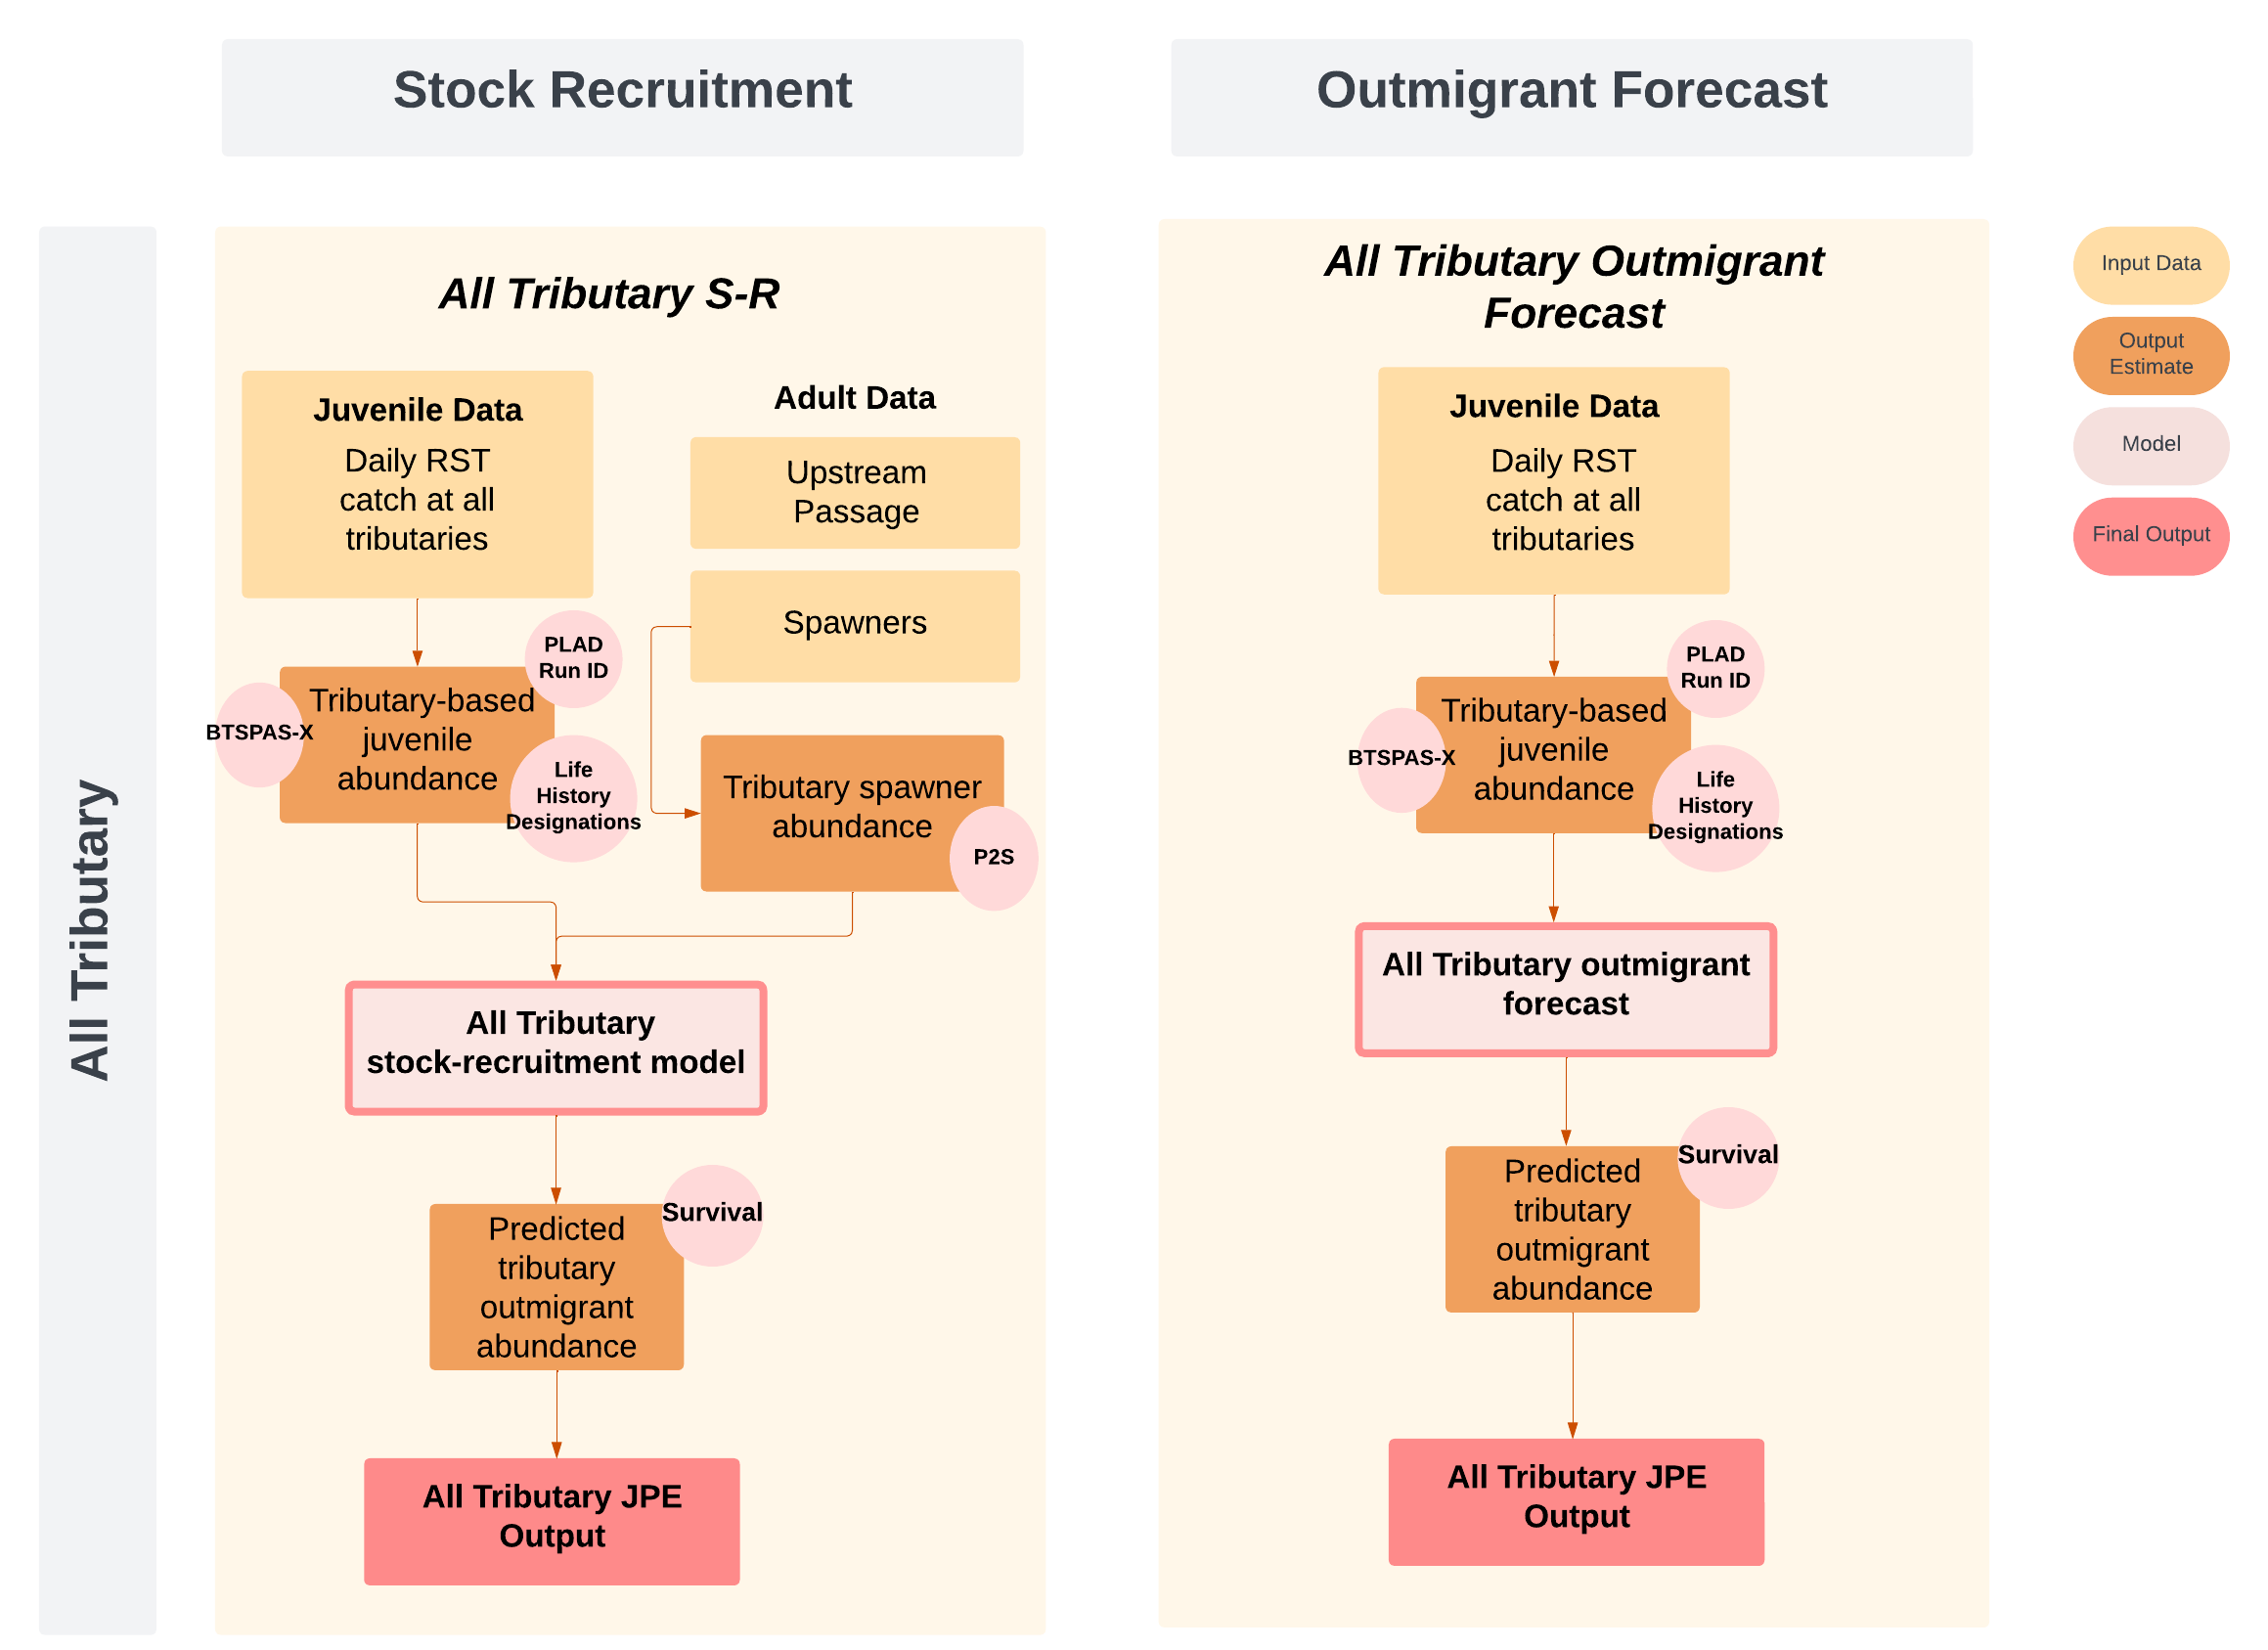 Stock Recruitment
Outmigrant Forecast
All Tributary
All Tributary S-R
Juvenile Data
Daily RST
catch at all
tributaries
Adult Data
Upstream
Passage
Spawners
PLAD
Run ID
BTSPAS-X
Tributary-based
juvenile
abundance
Life
History
Designations
Tributary spawner
abundance
P2S
All Tributary
stock-recruitment model
Survival
Predicted
tributary
outmigrant
abundance
All Tributary JPE
Output
All Tributary Outmigrant
Forecast
Juvenile Data
Daily RST
catch at all
tributaries
PLAD
Run ID
BTSPAS-X
Tributary-based
juvenile
abundance
Life
History
Designations
All Tributary outmigrant
forecast
Survival
Predicted
tributary
outmigrant
abundance
All Tributary JPE
Output
Input Data
Output
Estimate
Model
Final Output